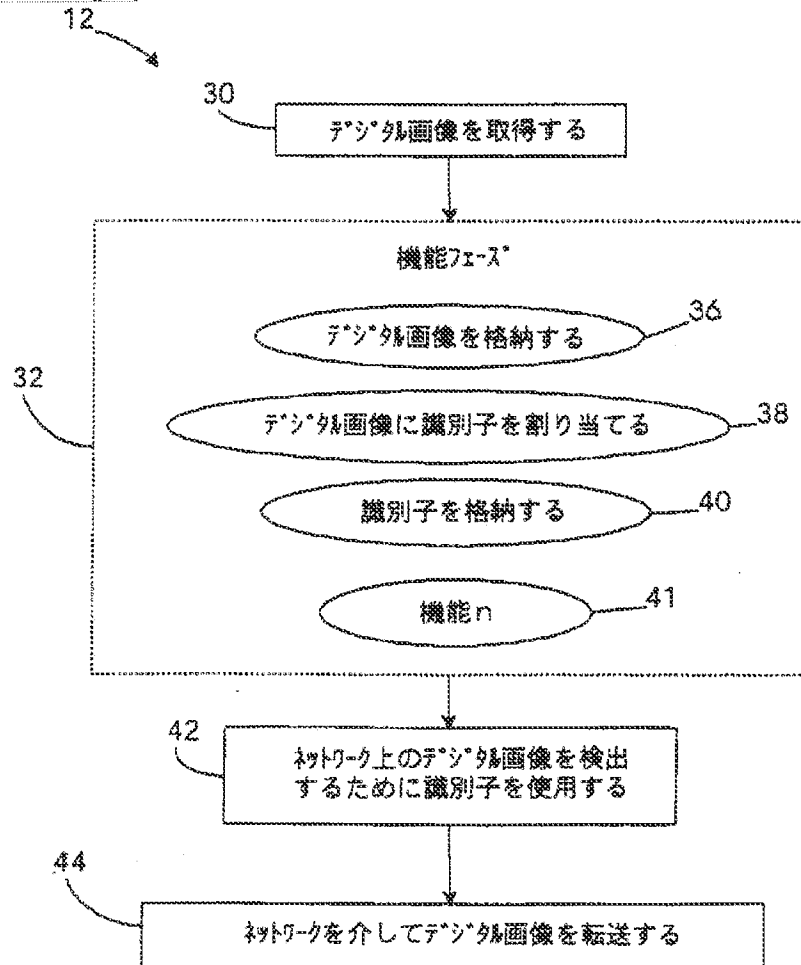 12
30
ﾃﾞｼﾞﾀﾙ画像を取得する
機能ﾌｪｰｽﾞ
36
ﾃﾞｼﾞﾀﾙ画像を格納する
32
ﾃﾞｼﾞﾀﾙ画像に識別子を割り当てる
38
識別子を格納する
40
機能n
41
42
ﾈｯﾄﾜｰｸ上のﾃﾞｼﾞﾀﾙ画像を検出
するために識別子を使用する
44
ﾈｯﾄﾜｰｸを介してﾃﾞｼﾞﾀﾙ画像を転送する